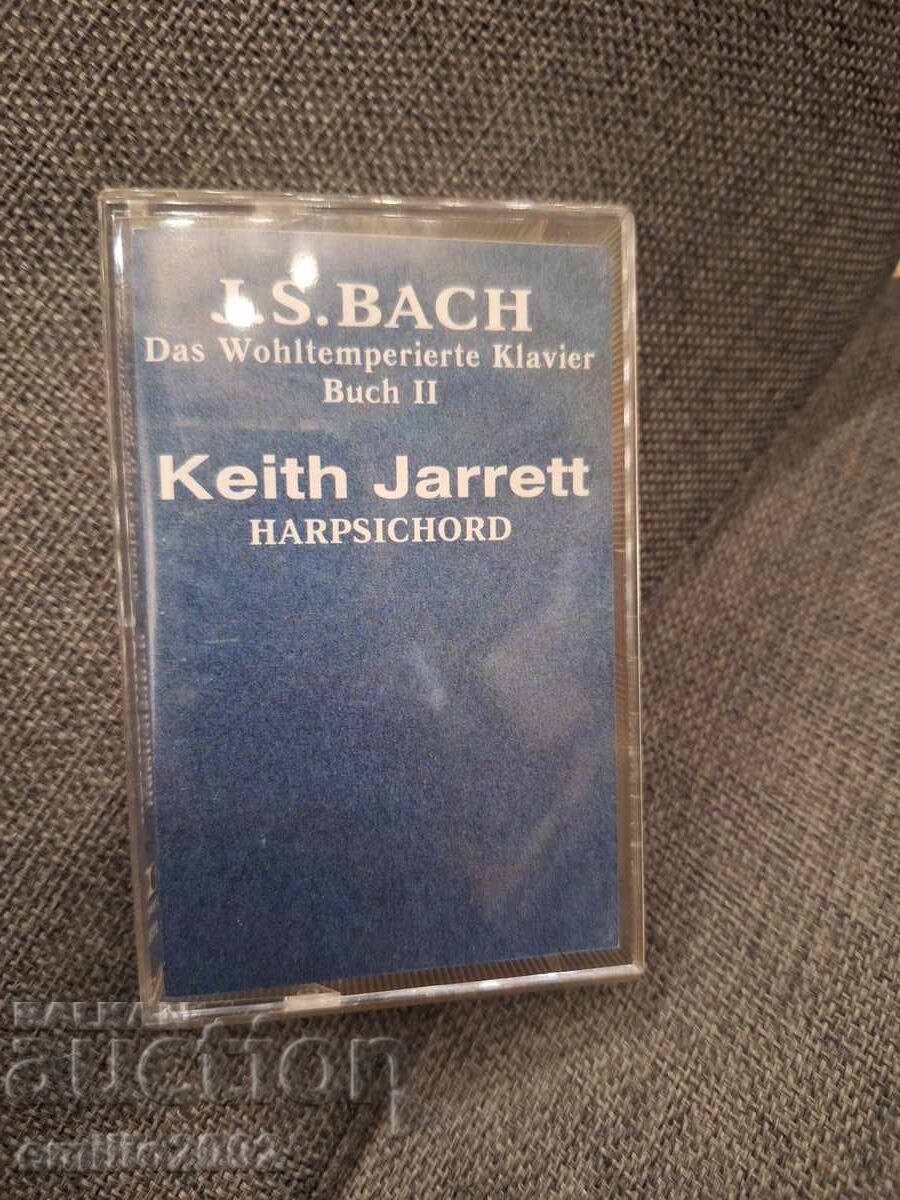 J.S.BACH
Das Wohltemperierte Klavier
Buch II
Keith Jarrett
HARPSICHORD
BALKAN
auction
emilio2002